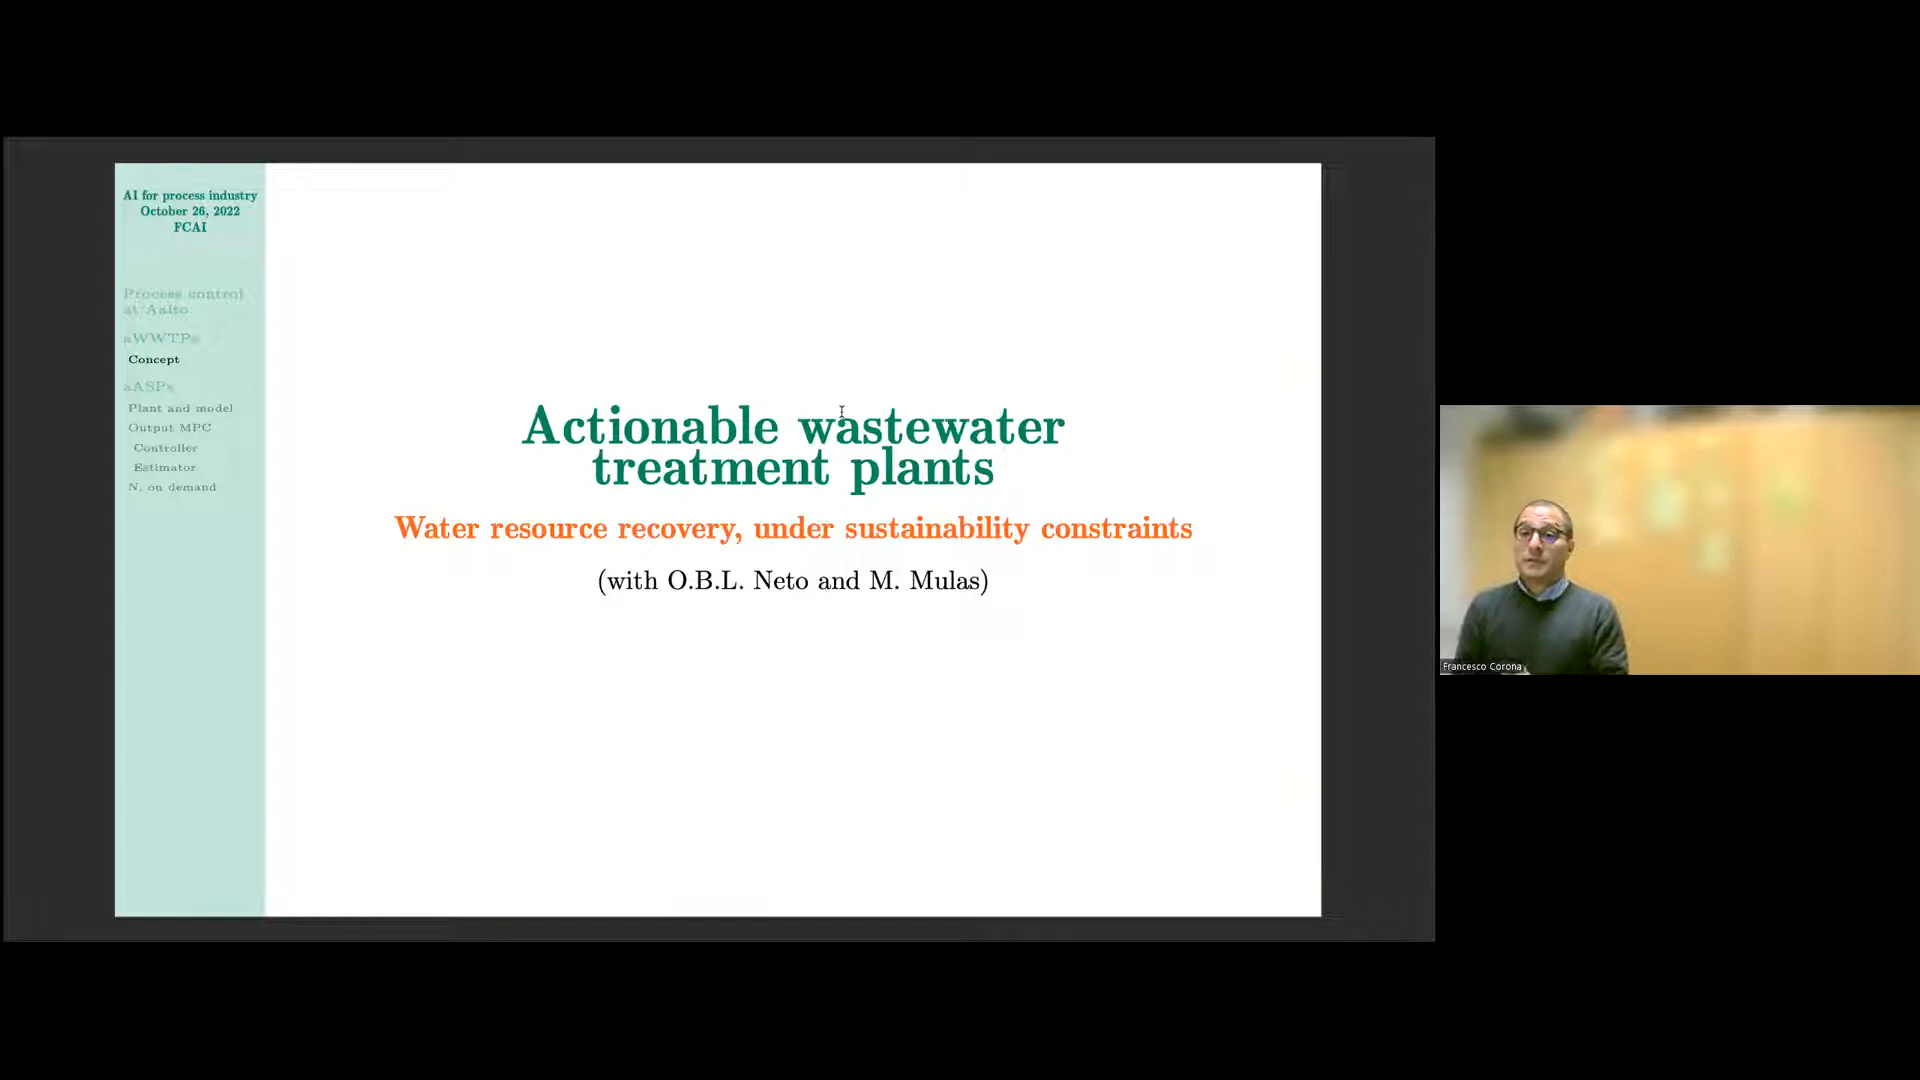 AI for process industry
October 26, 2022
FCAI
Process control
at Aalto
aWWTPs
Concept
aASPs
Plant and model
Output MPC
Controller
Estimator
N, on demand
Actionable wastewater
treatment plants
Water resource recovery, under sustainability constraints
(with O.B.L. Neto and M. Mulas)
Francesco Corona